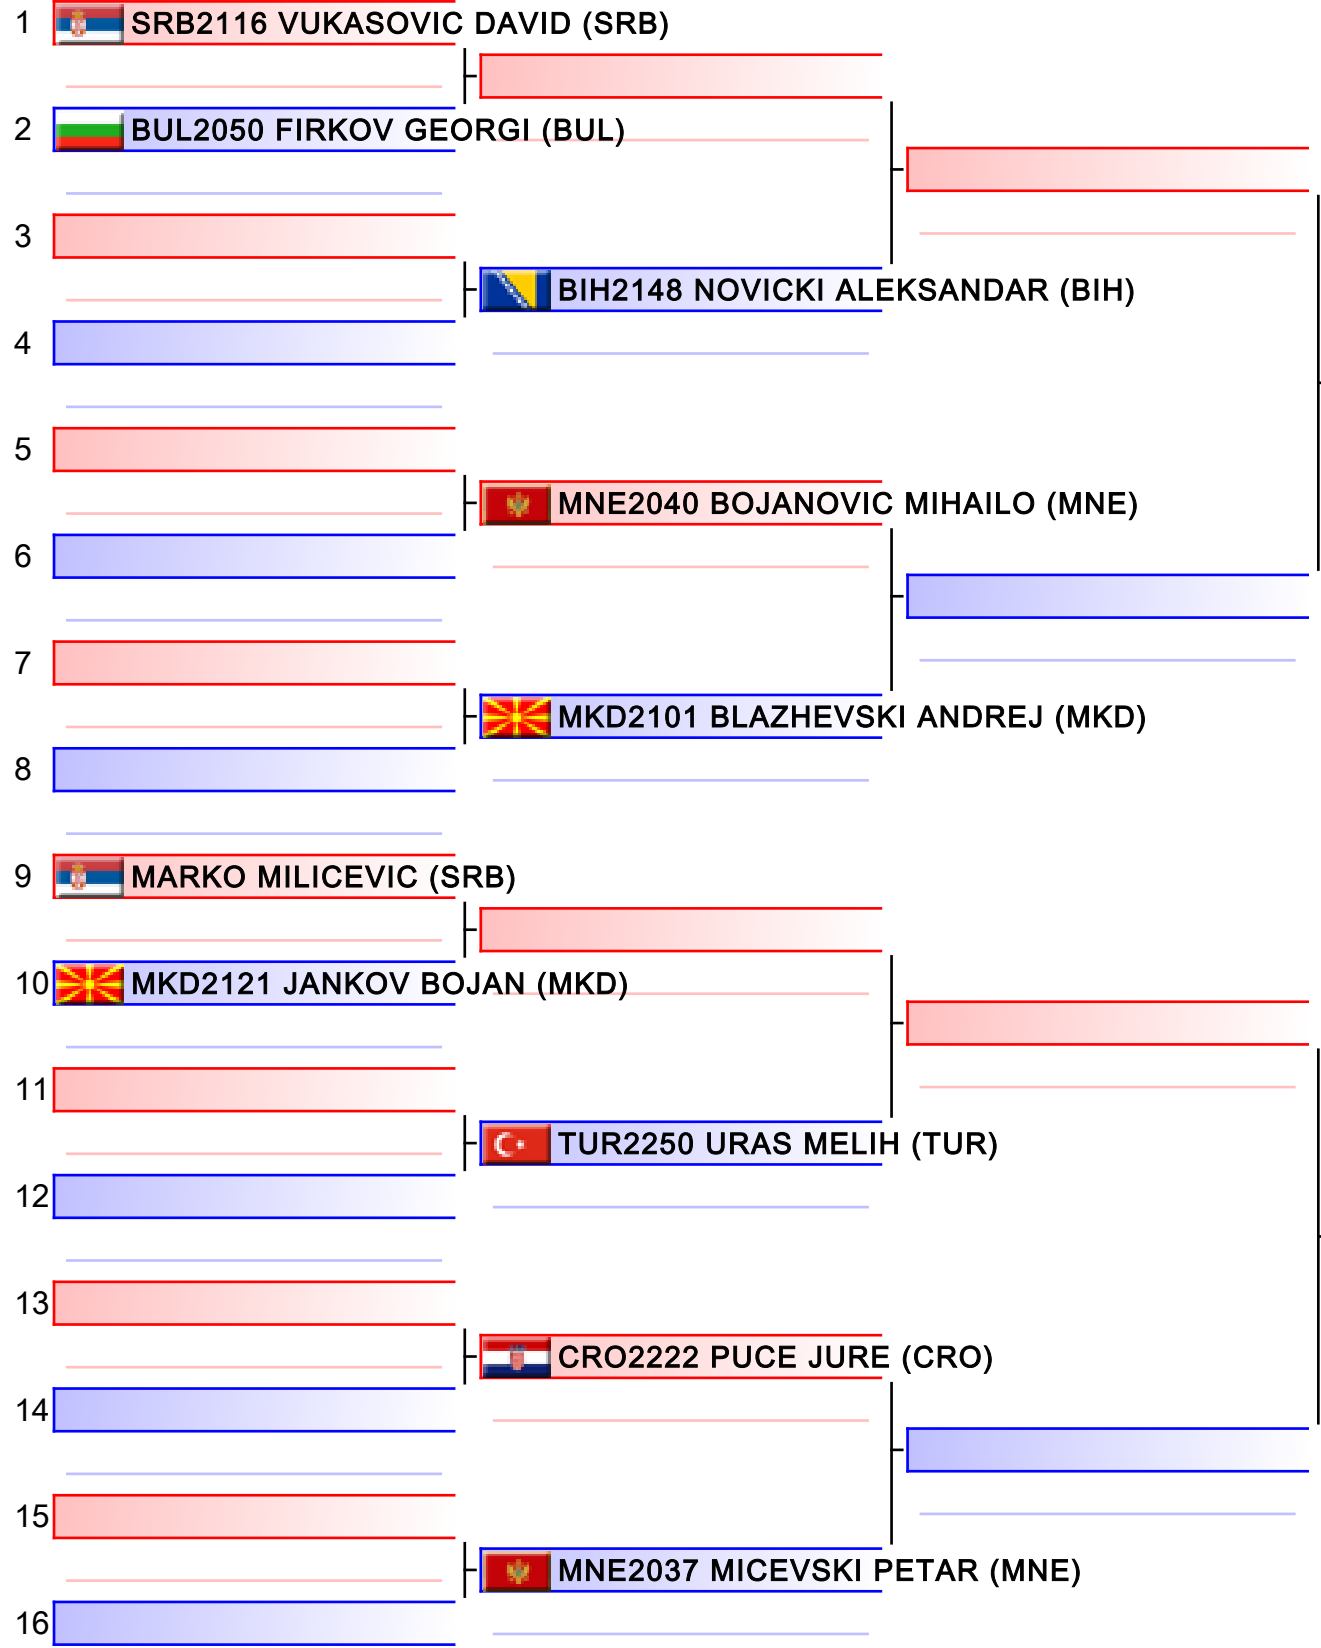 1 SRB2116 VUKASOVIC DAVID (SRB)
2 BUL2050 FIRKOV GEORGI (BUL)
3
BIH2148 NOVICKI ALEKSANDAR (BIH)
4
5
MNE2040 BOJANOVIC MIHAILO (MNE)
6
7
MKD2101 BLAZHEVSKI ANDREJ (MKD)
8
9 MARKO MILICEVIC (SRB)
10 MKD2121 JANKOV BOJAN (MKD)
11
TUR2250 URAS MELIH (TUR)
12
13
CRO2222 PUCE JURE (CRO)
14
15
MNE2037 MICEVSKI PETAR (MNE)
16